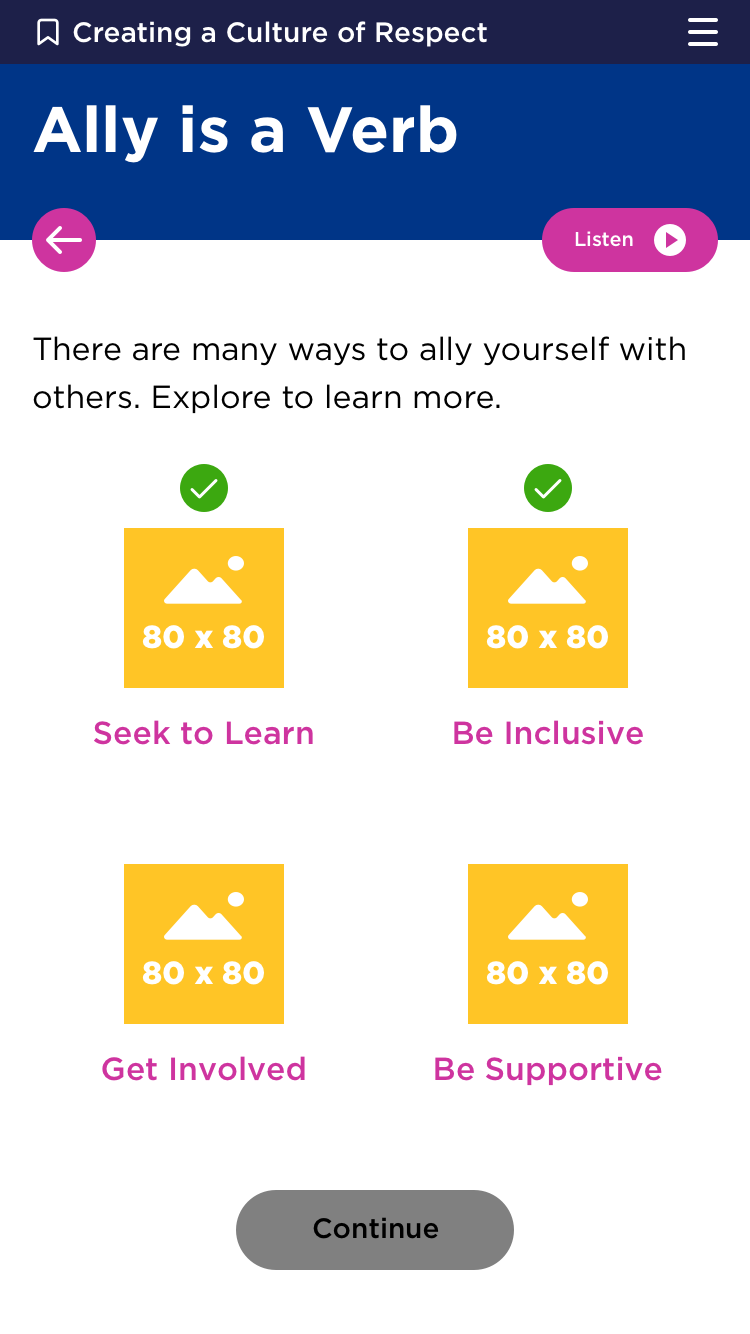 Creating a Culture of Respect
Ally is a Verb
Listen
There are many ways to ally yourself with
others. Explore to learn more.
80 x 80
80 x 80
Seek to Learn
Be Inclusive
80 x 80
80 x 80
Get Involved
Be Supportive
Continue